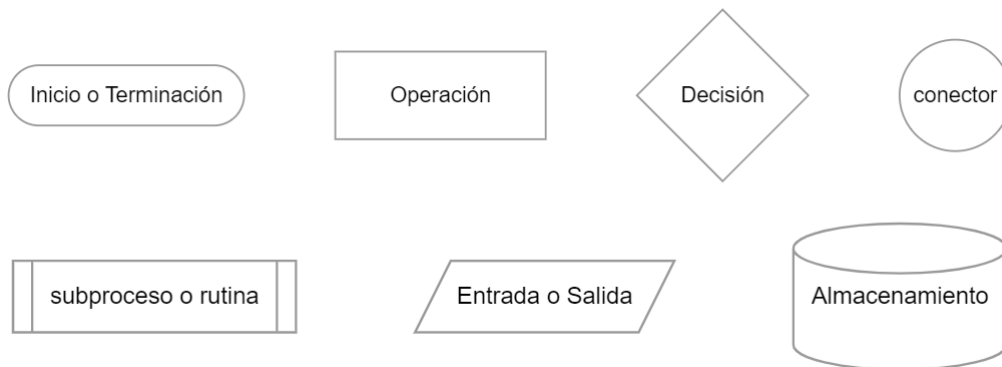 Inicio o Terminación
Operación
Decisión
conector
subproceso o rutina
Entrada o Salida
Almacenamiento